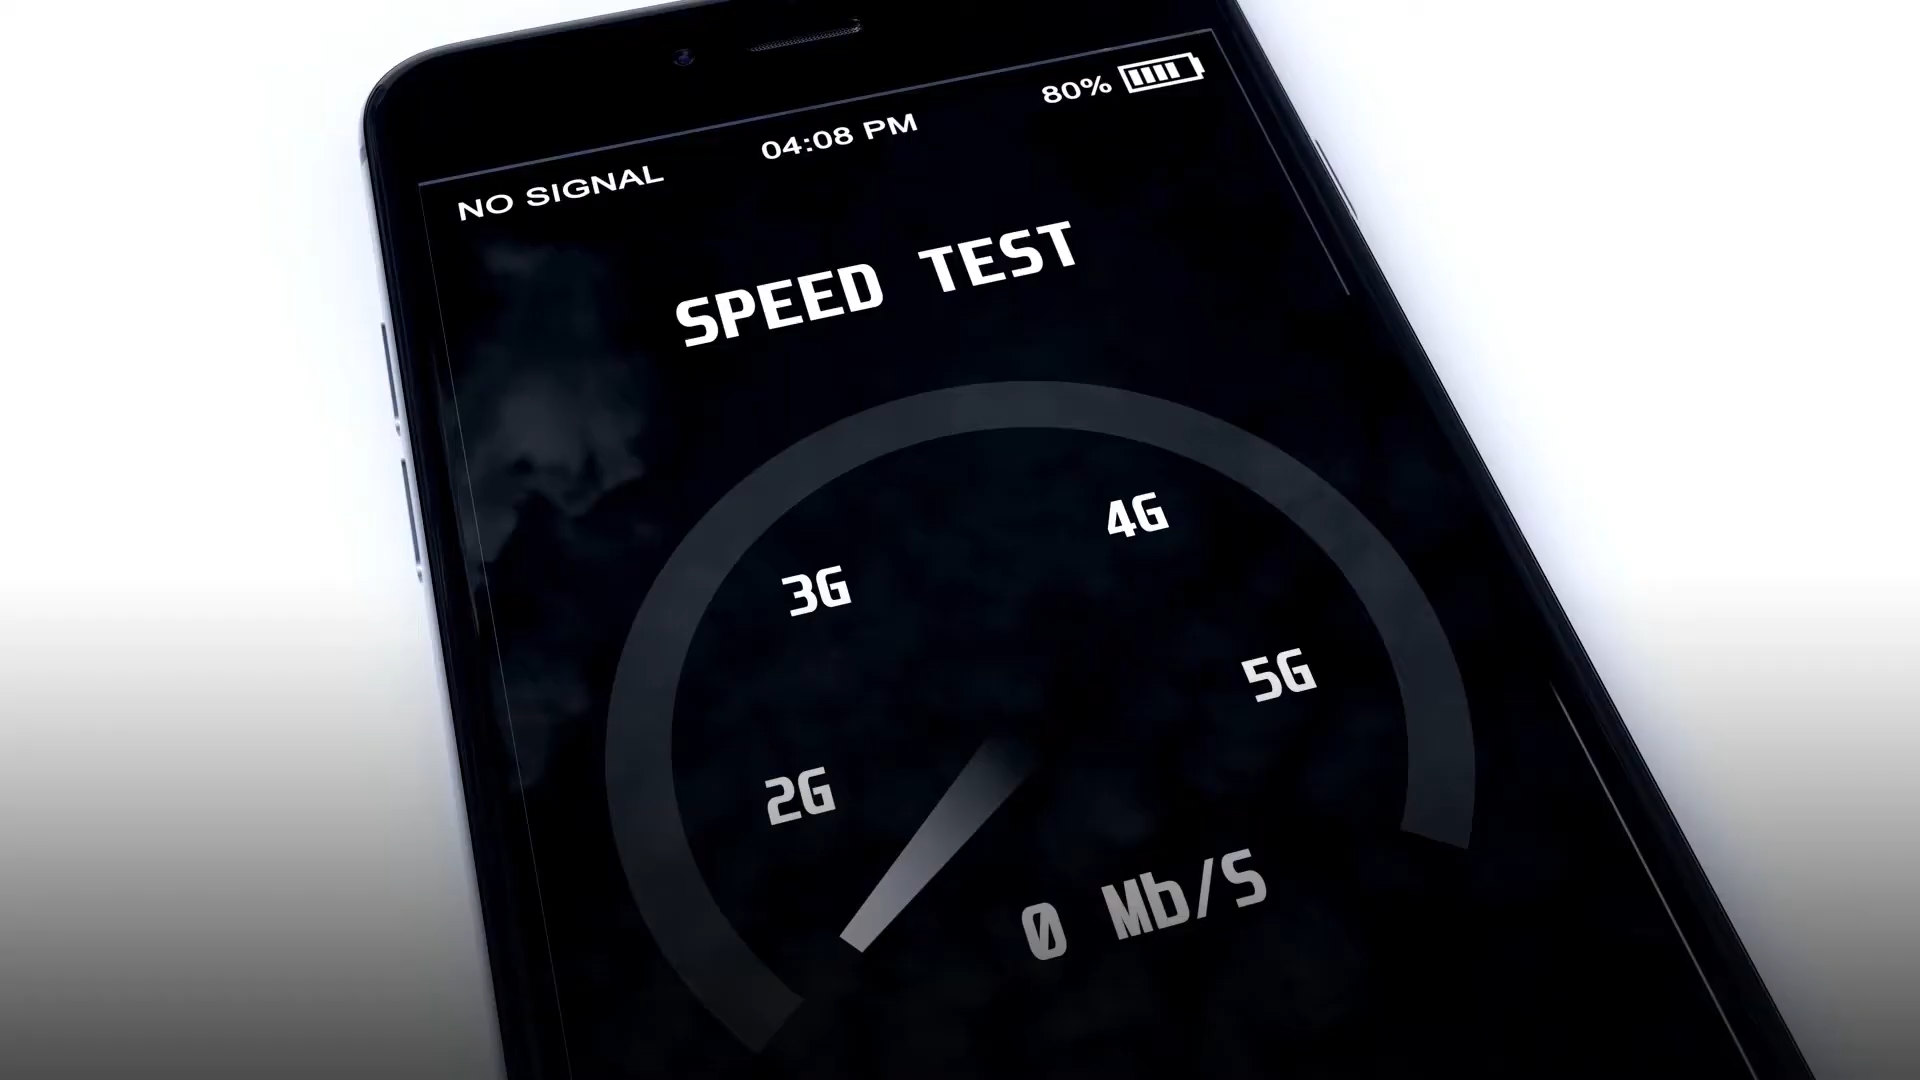 NO SIGNAL
04:08 PM
80%
SPEED TEST
3G
4G
2G
5G
0 Mb/S